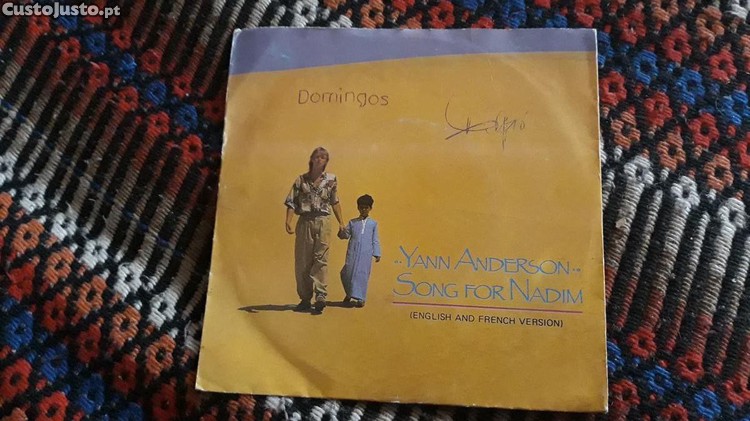 CustoJusto.pt
Domingos
..YANN ANDERSON..
SONG FOR NADIM
(ENGLISH AND FRENCH VERSION)